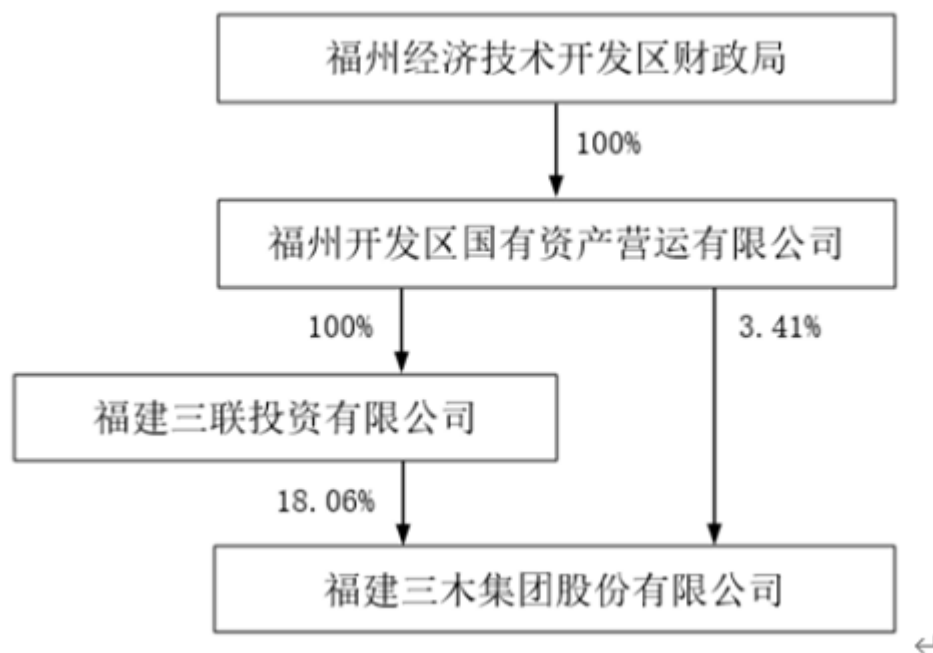 福州经济技术开发区财政局
100%
福州开发区国有资产营运有限公司
100%
3.41%
福建三联投资有限公司
18.06%
福建三木集团股份有限公司